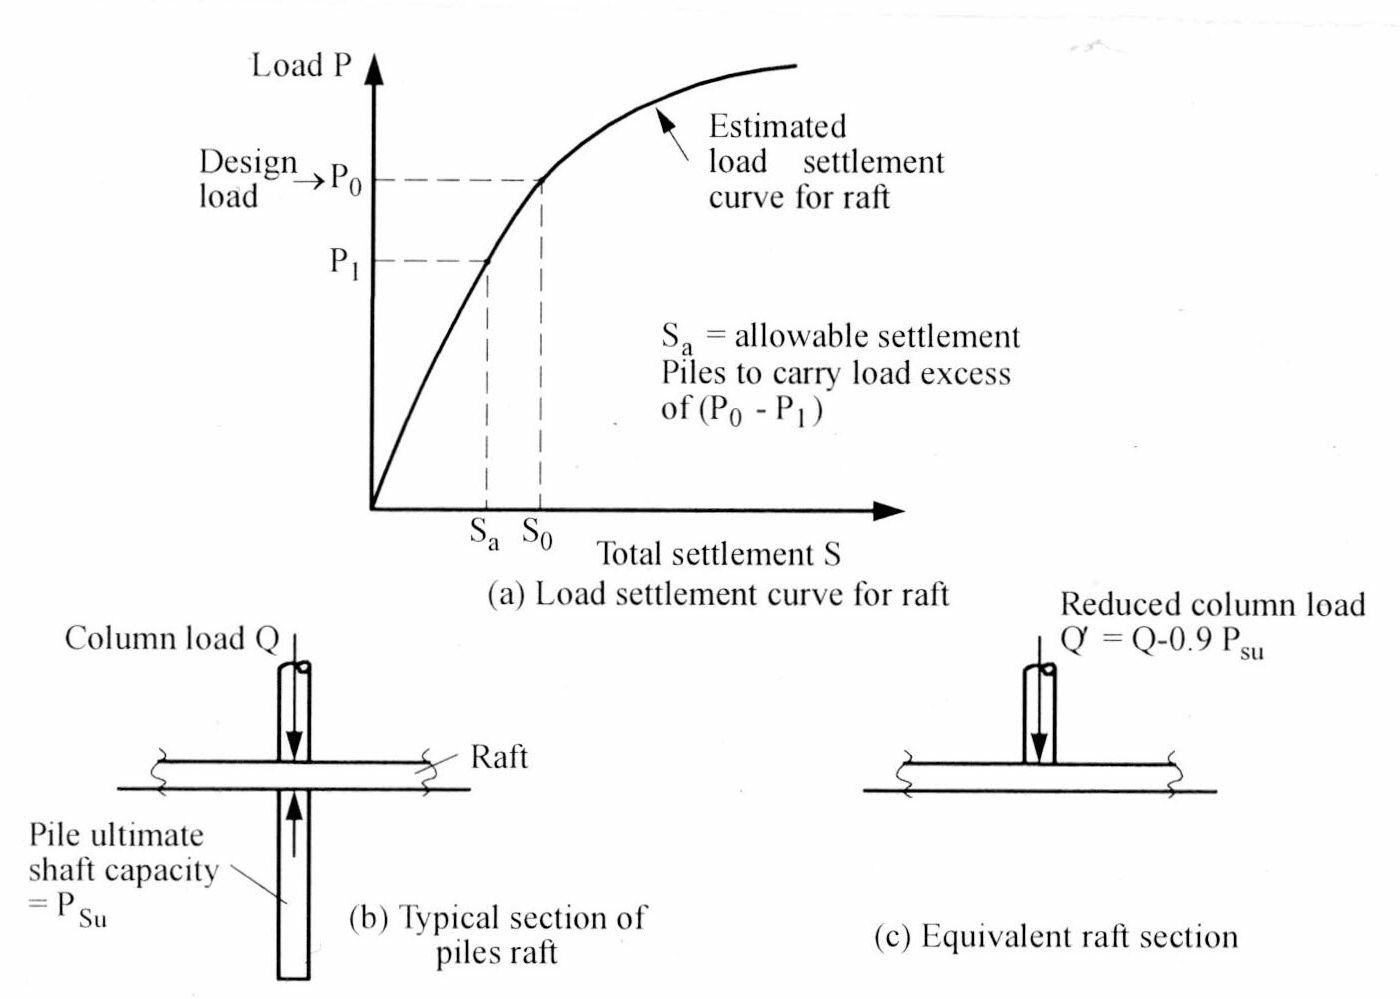 Load P
Design
load
→P0
P1
Estimated
load settlement
curve for raft
Sa = allowable settlement
Piles to carry load excess
of (P0 - P1)
Sa S0
Total settlement S
(a) Load settlement curve for raft
Column load Q
Raft
Pile ultimate
shaft capacity
= PSu
(b) Typical section of
piles raft
Reduced column load
Q' = Q-0.9 Psu
(c) Equivalent raft section